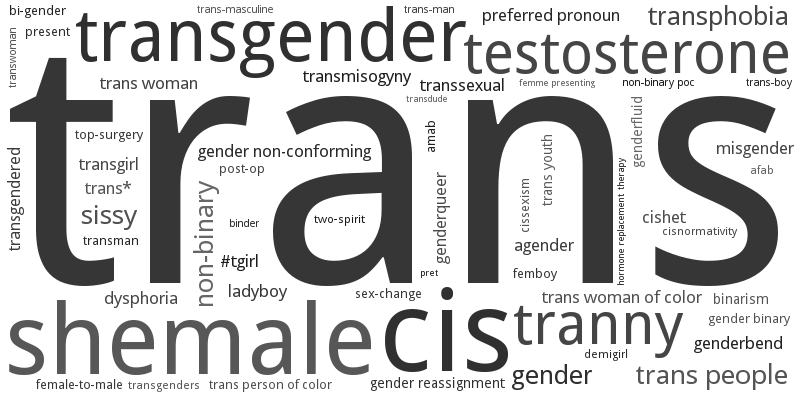 bi-gender
trans-masculine
trans-man
preferred pronoun
transphobia
present
transgender
testosterone
transwoman
trans woman
transmisogyny
transsexual
femme presenting
non-binary poc
trans-boy
transdude
trans
top-surgery
amab
genderfluid
misgender
gender non-conforming
transgirl
post-op
trans youth
afab
transgendered
trans*
non-binary
genderqueer
cissexism
hormone replacement therapy
sissy
binder
two-spirit
cishet
cisnormativity
transman
#tgirl
agender
pret
femboy
dysphoria
ladyboy
sex-change
trans woman of color
binarism
shemale
cis
tranny
gender binary
demigirl
genderbend
female-to-male
transgenders
trans person of color
gender reassignment
gender
trans people